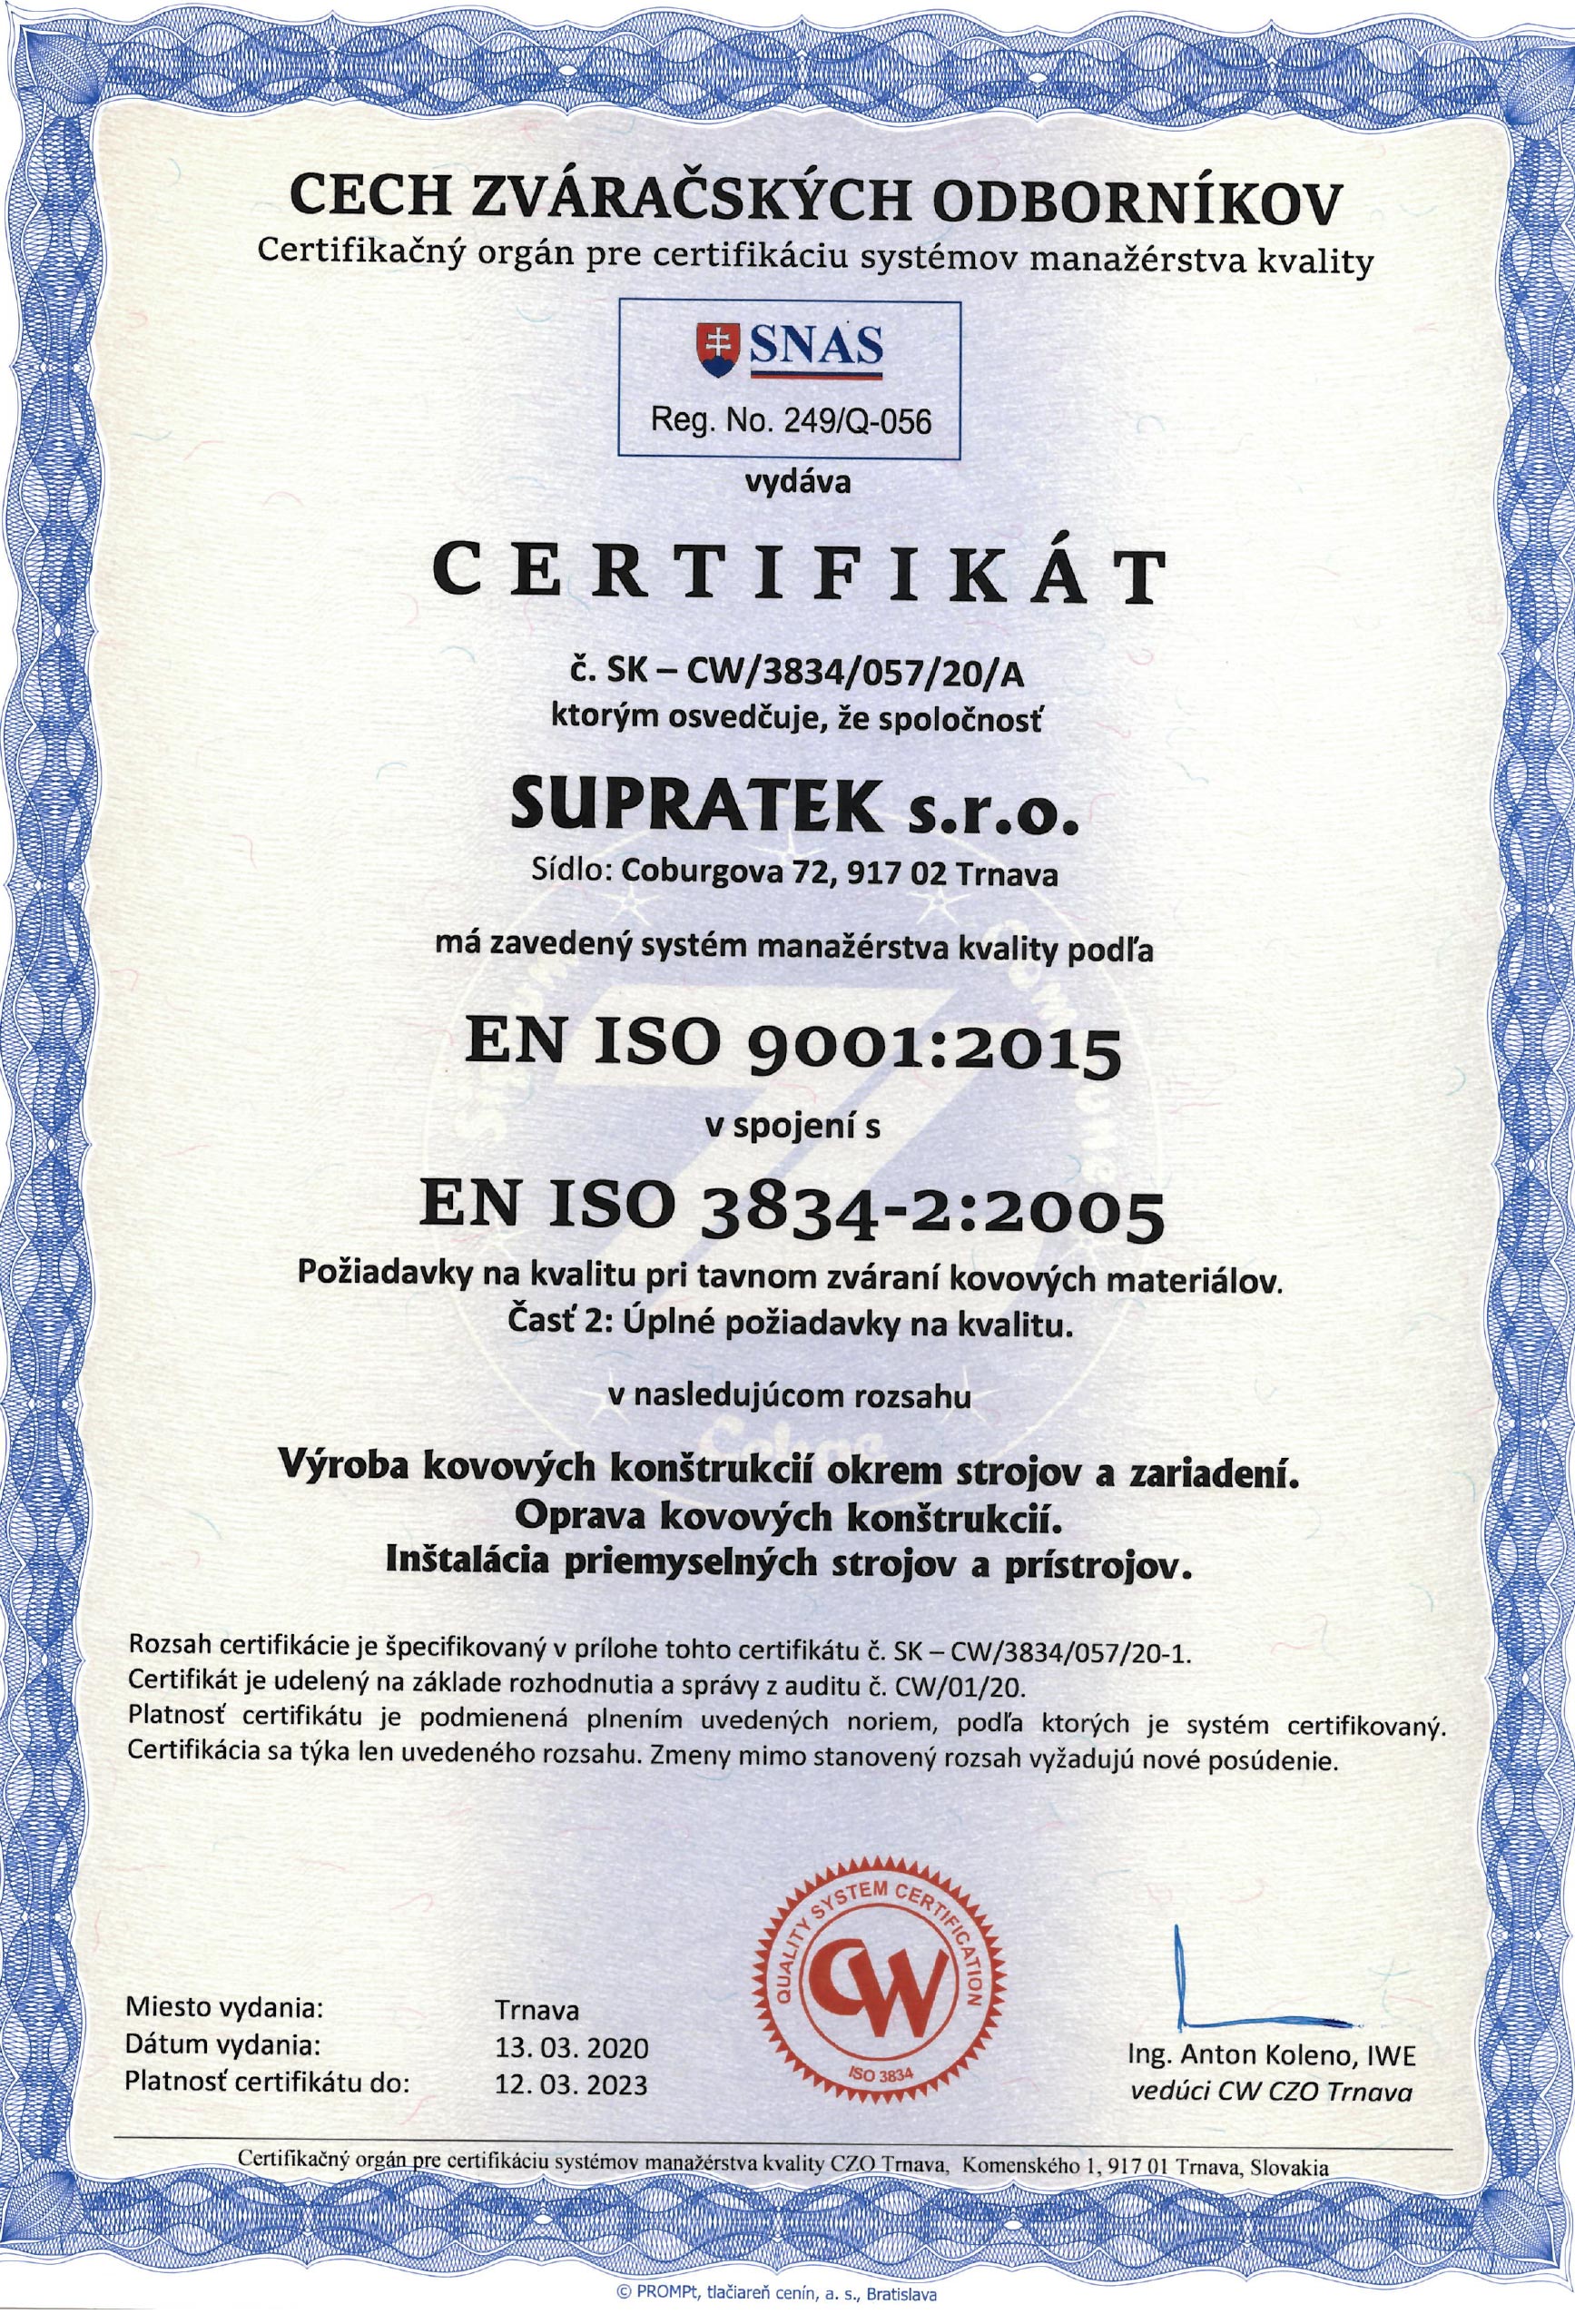 CECH ZVÁRAČSKÝCH ODBORNÍKOV
Certifikačný orgán pre certifikáciu systémov manažérstva kvality
SNAS
Reg. No. 249/Q-056
vydáva
CERTIFIKÁT
č. SK – CW/3834/057/20/A
ktorým osvedčuje, že spoločnosť
SUPRATEK s.r.o.
Sídlo: Coburgova 72, 917 02 Trnava
má zavedený systém manažérstva kvality podľa
EN ISO 9001:2015
v spojení s
EN ISO 3834-2:2005
Požiadavky na kvalitu pri tavnom zváraní kovových materiálov.
Časť 2: Úplné požiadavky na kvalitu.
v nasledujúcom rozsahu
Výroba kovových konštrukcií okrem strojov a zariadení.
Oprava kovových konštrukcií.
Inštalácia priemyselných strojov a prístrojov.
Rozsah certifikácie je špecifikovaný v prílohe tohto certifikátu č. SK – CW/3834/057/20-1.
Certifikát je udelený na základe rozhodnutia a správy z auditu č. CW/01/20.
Platnosť certifikátu je podmienená plnením uvedených noriem, podľa ktorých je systém certifikovaný.
Certifikácia sa týka len uvedeného rozsahu. Zmeny mimo stanovený rozsah vyžadujú nové posúdenie.
QUALITY SYSTEM CERTIFICATION
CW
ISO 3834
Miesto vydania: Trnava
Dátum vydania: 13. 03. 2020
Platnosť certifikátu do: 12. 03. 2023
Ing. Anton Koleno, IWE
vedúci CW CZO Trnava
Certifikačný orgán pre certifikáciu systémov manažérstva kvality CZO Trnava, Komenského 1, 917 01 Trnava, Slovakia
© PROMPt, tlačiareň cenín, a. s., Bratislava